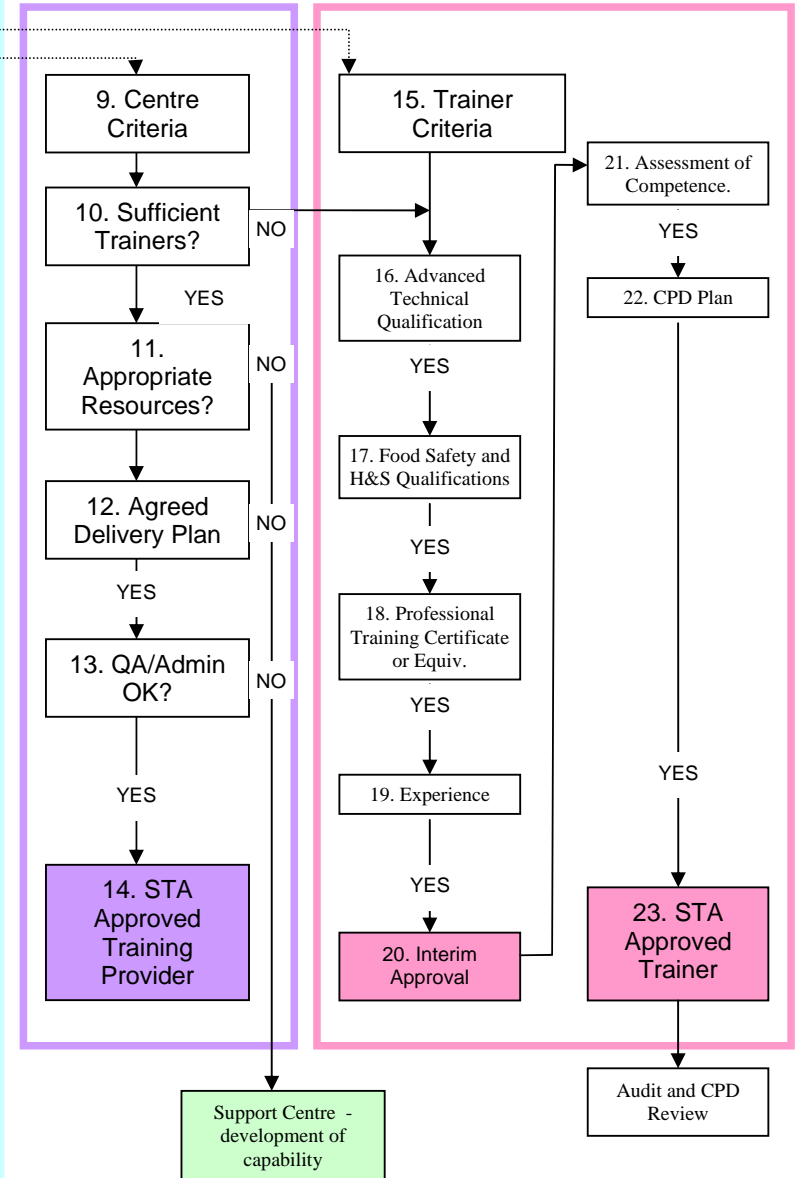 9. Centre
Criteria
10. Sufficient
Trainers?
NO
YES
11.
Appropriate
Resources?
NO
12. Agreed
Delivery Plan
NO
YES
13. QA/Admin
OK?
NO
YES
14. STA
Approved
Training
Provider
Support Centre -
development of
capability
15. Trainer
Criteria
16. Advanced
Technical
Qualification
YES
17. Food Safety and
H&S Qualifications
YES
18. Professional
Training Certificate
or Equiv.
YES
19. Experience
YES
20. Interim
Approval
21. Assessment of
Competence.
YES
22. CPD Plan
YES
23. STA
Approved
Trainer
Audit and CPD
Review